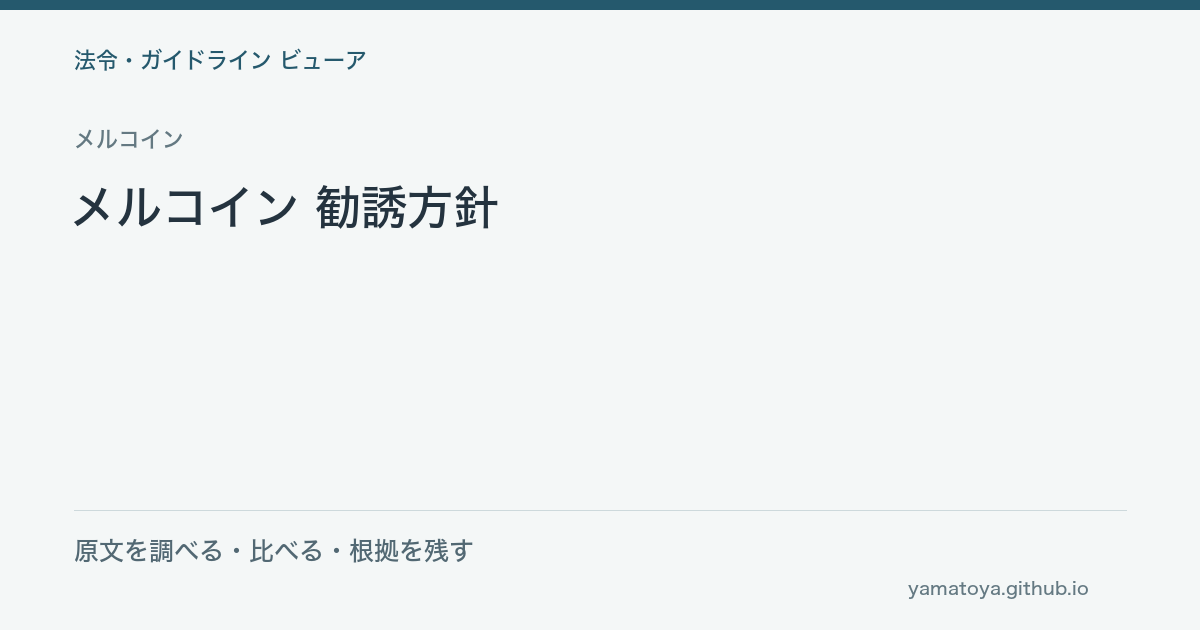 法令・ガイドライン ビューア
メルコイン
メルコイン 勧誘方針
原文を調べる・比べる・根拠を残す
yamatoya.github.io